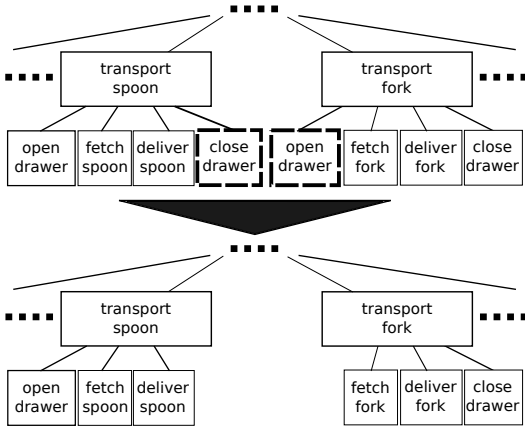 transport
spoon
transport
fork
open
drawer
fetch
spoon
deliver
spoon
close
drawer
open
drawer
fetch
fork
deliver
fork
close
drawer
transport
spoon
transport
fork
open
drawer
fetch
spoon
deliver
spoon
fetch
fork
deliver
fork
close
drawer